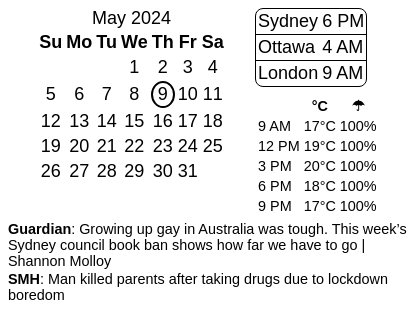 May 2024
Su Mo Tu We Th Fr Sa
1 2 3 4
5 6 7 8 9 10 11
12 13 14 15 16 17 18
19 20 21 22 23 24 25
26 27 28 29 30 31
Sydney 6 PM
Ottawa 4 AM
London 9 AM
°C ☂
9 AM 17°C 100%
12 PM 19°C 100%
3 PM 20°C 100%
6 PM 18°C 100%
9 PM 17°C 100%
Guardian: Growing up gay in Australia was tough. This week’s
Sydney council book ban shows how far we have to go |
Shannon Molloy
SMH: Man killed parents after taking drugs due to lockdown
boredom